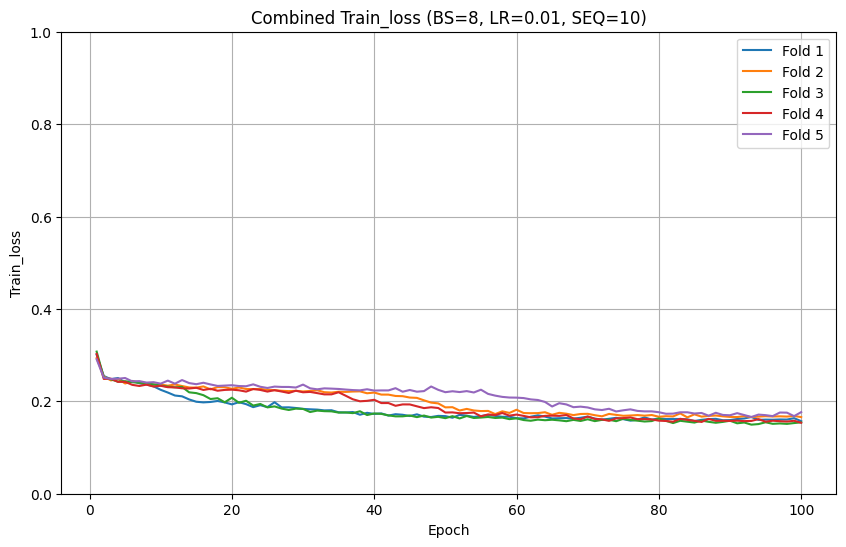 Combined Train_loss (BS=8, LR=0.01, SEQ=10)
1.0
0.8
0.6
0.4
0.2
0.0
Train_loss
Fold 1
Fold 2
Fold 3
Fold 4
Fold 5
0 20 40 60 80 100
Epoch